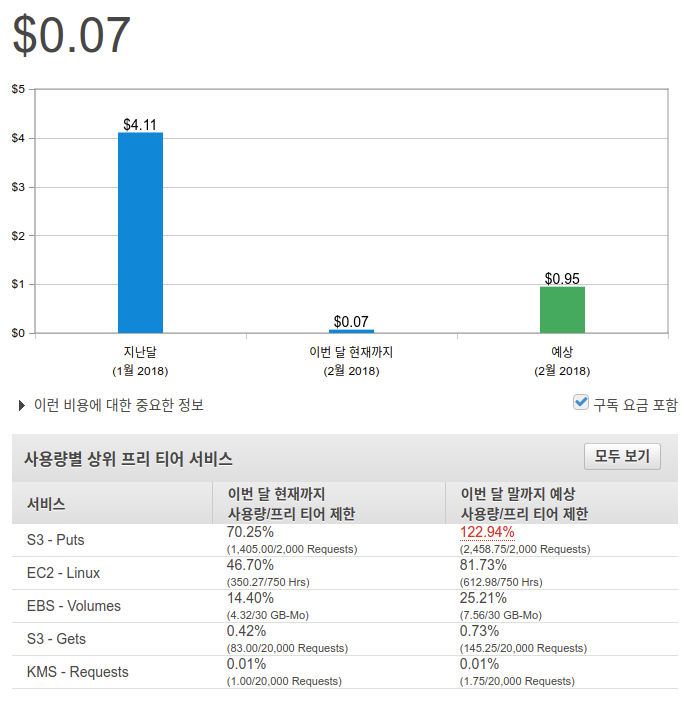 $0.07
$5
$4.11
$4
$3
$2
$1
$0.95
$0.07
$0
지난달
(1월 2018)
이번 달 현재까지
(2월 2018)
예상
(2월 2018)
이런 비용에 대한 중요한 정보
구독 요금 포함
사용량별 상위 프리 티어 서비스
모두 보기
서비스
이번 달 현재까지
사용량/프리 티어 제한
이번 달 말까지 예상
사용량/프리 티어 제한
S3 - Puts
70.25%
(1,405.00/2,000 Requests)
122.94%
(2,458.75/2,000 Requests)
EC2 - Linux
46.70%
(350.27/750 Hrs)
81.73%
(612.98/750 Hrs)
EBS - Volumes
14.40%
(4.32/30 GB-Mo)
25.21%
(7.56/30 GB-Mo)
S3 - Gets
0.42%
(83.00/20,000 Requests)
0.73%
(145.25/20,000 Requests)
KMS - Requests
0.01%
(1.00/20,000 Requests)
0.01%
(1.75/20,000 Requests)